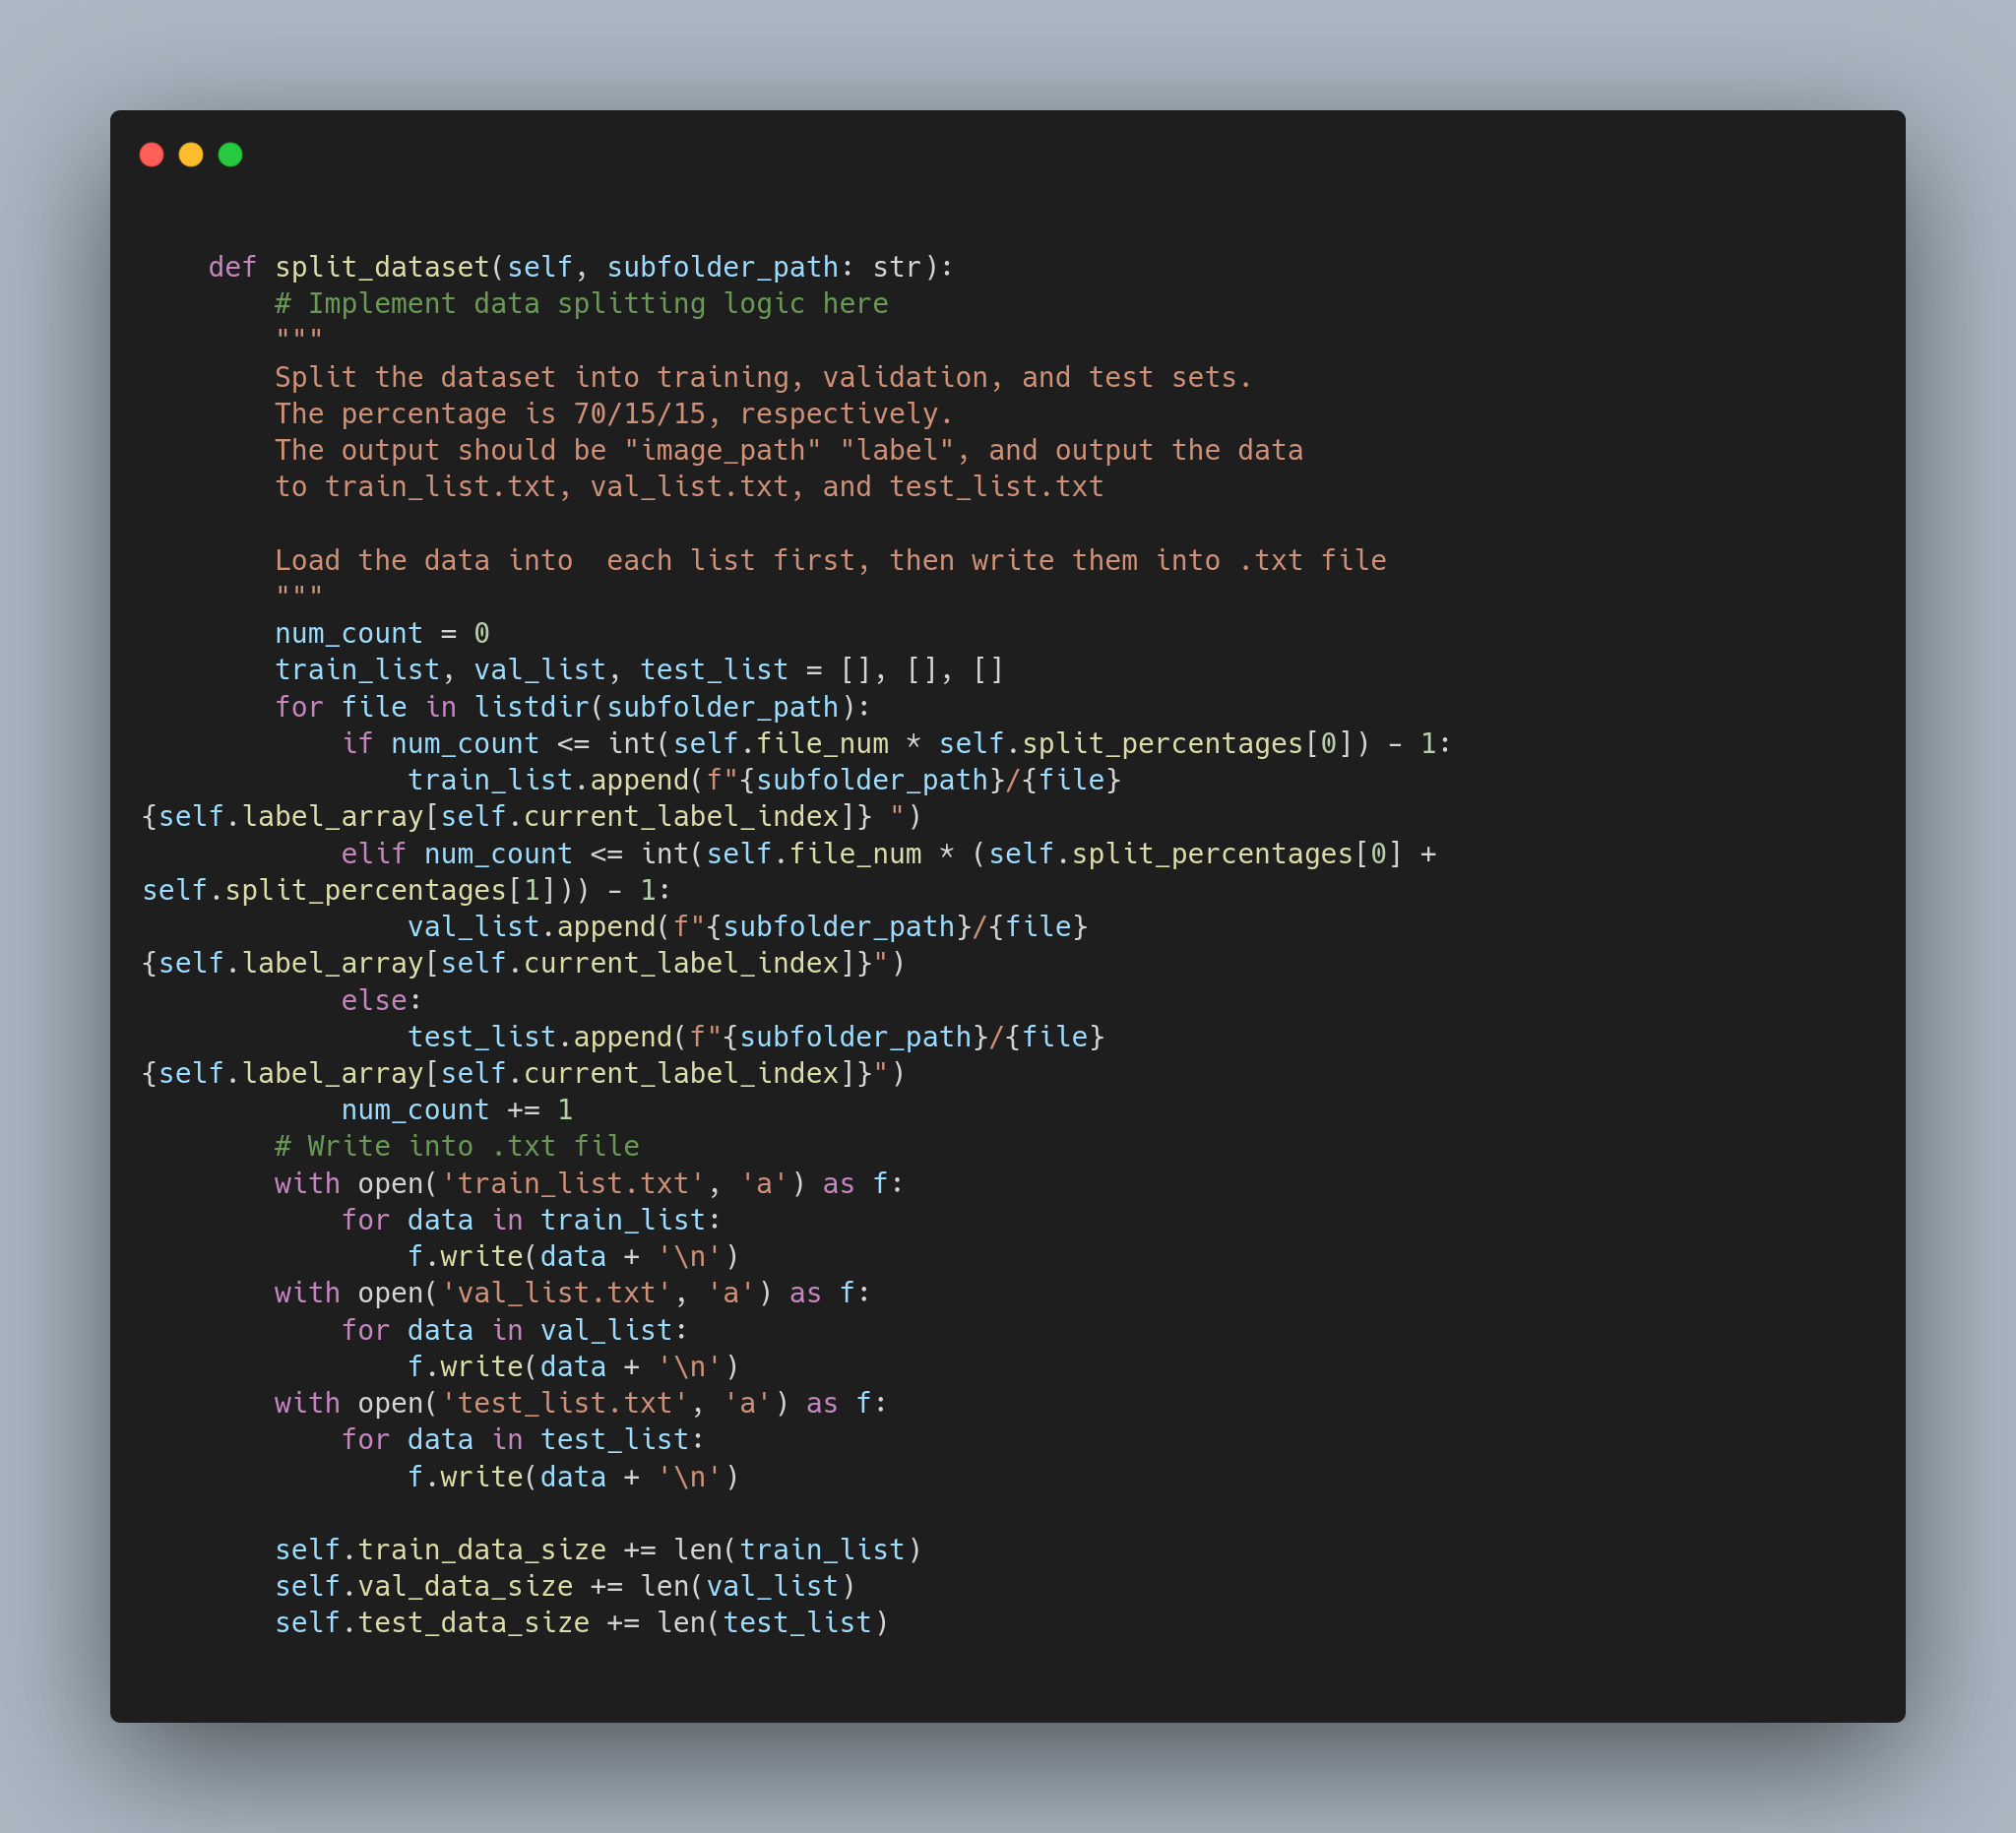 def split_dataset(self, subfolder_path: str):
        # Implement data splitting logic here
        """
        Split the dataset into training, validation, and test sets.
        The percentage is 70/15/15, respectively.
        The output should be "image_path" "label", and output the data
        to train_list.txt, val_list.txt, and test_list.txt

        Load the data into  each list first, then write them into .txt file
        """
        num_count = 0
        train_list, val_list, test_list = [], [], []
        for file in listdir(subfolder_path):
            if num_count <= int(self.file_num * self.split_percentages[0]) - 1:
                train_list.append(f"{subfolder_path}/{file}
{self.label_array[self.current_label_index]} ")
            elif num_count <= int(self.file_num * (self.split_percentages[0] +
self.split_percentages[1])) - 1:
                val_list.append(f"{subfolder_path}/{file}
{self.label_array[self.current_label_index]}")
            else:
                test_list.append(f"{subfolder_path}/{file}
{self.label_array[self.current_label_index]}")
            num_count += 1
        # Write into .txt file
        with open('train_list.txt', 'a') as f:
            for data in train_list:
                f.write(data + '\n')
        with open('val_list.txt', 'a') as f:
            for data in val_list:
                f.write(data + '\n')
        with open('test_list.txt', 'a') as f:
            for data in test_list:
                f.write(data + '\n')

        self.train_data_size += len(train_list)
        self.val_data_size += len(val_list)
        self.test_data_size += len(test_list)